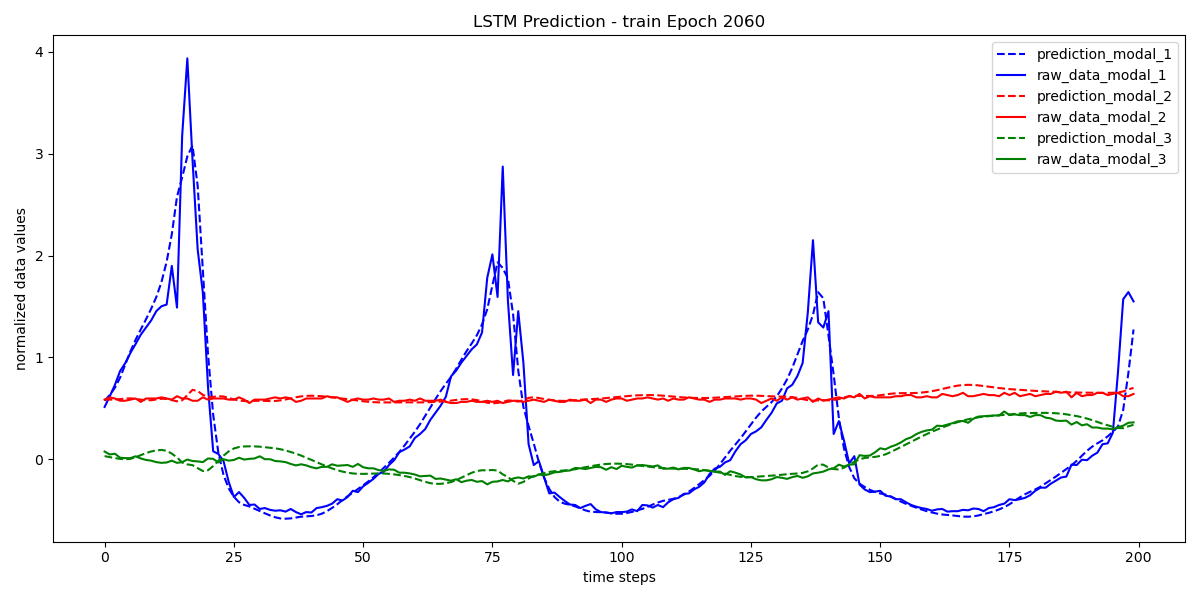 LSTM Prediction - train Epoch 2060
prediction_modal_1
raw_data_modal_1
prediction_modal_2
raw_data_modal_2
prediction_modal_3
raw_data_modal_3
normalized data values
4
3
2
1
0
0 25 50 75 100 125 150 175 200
time steps